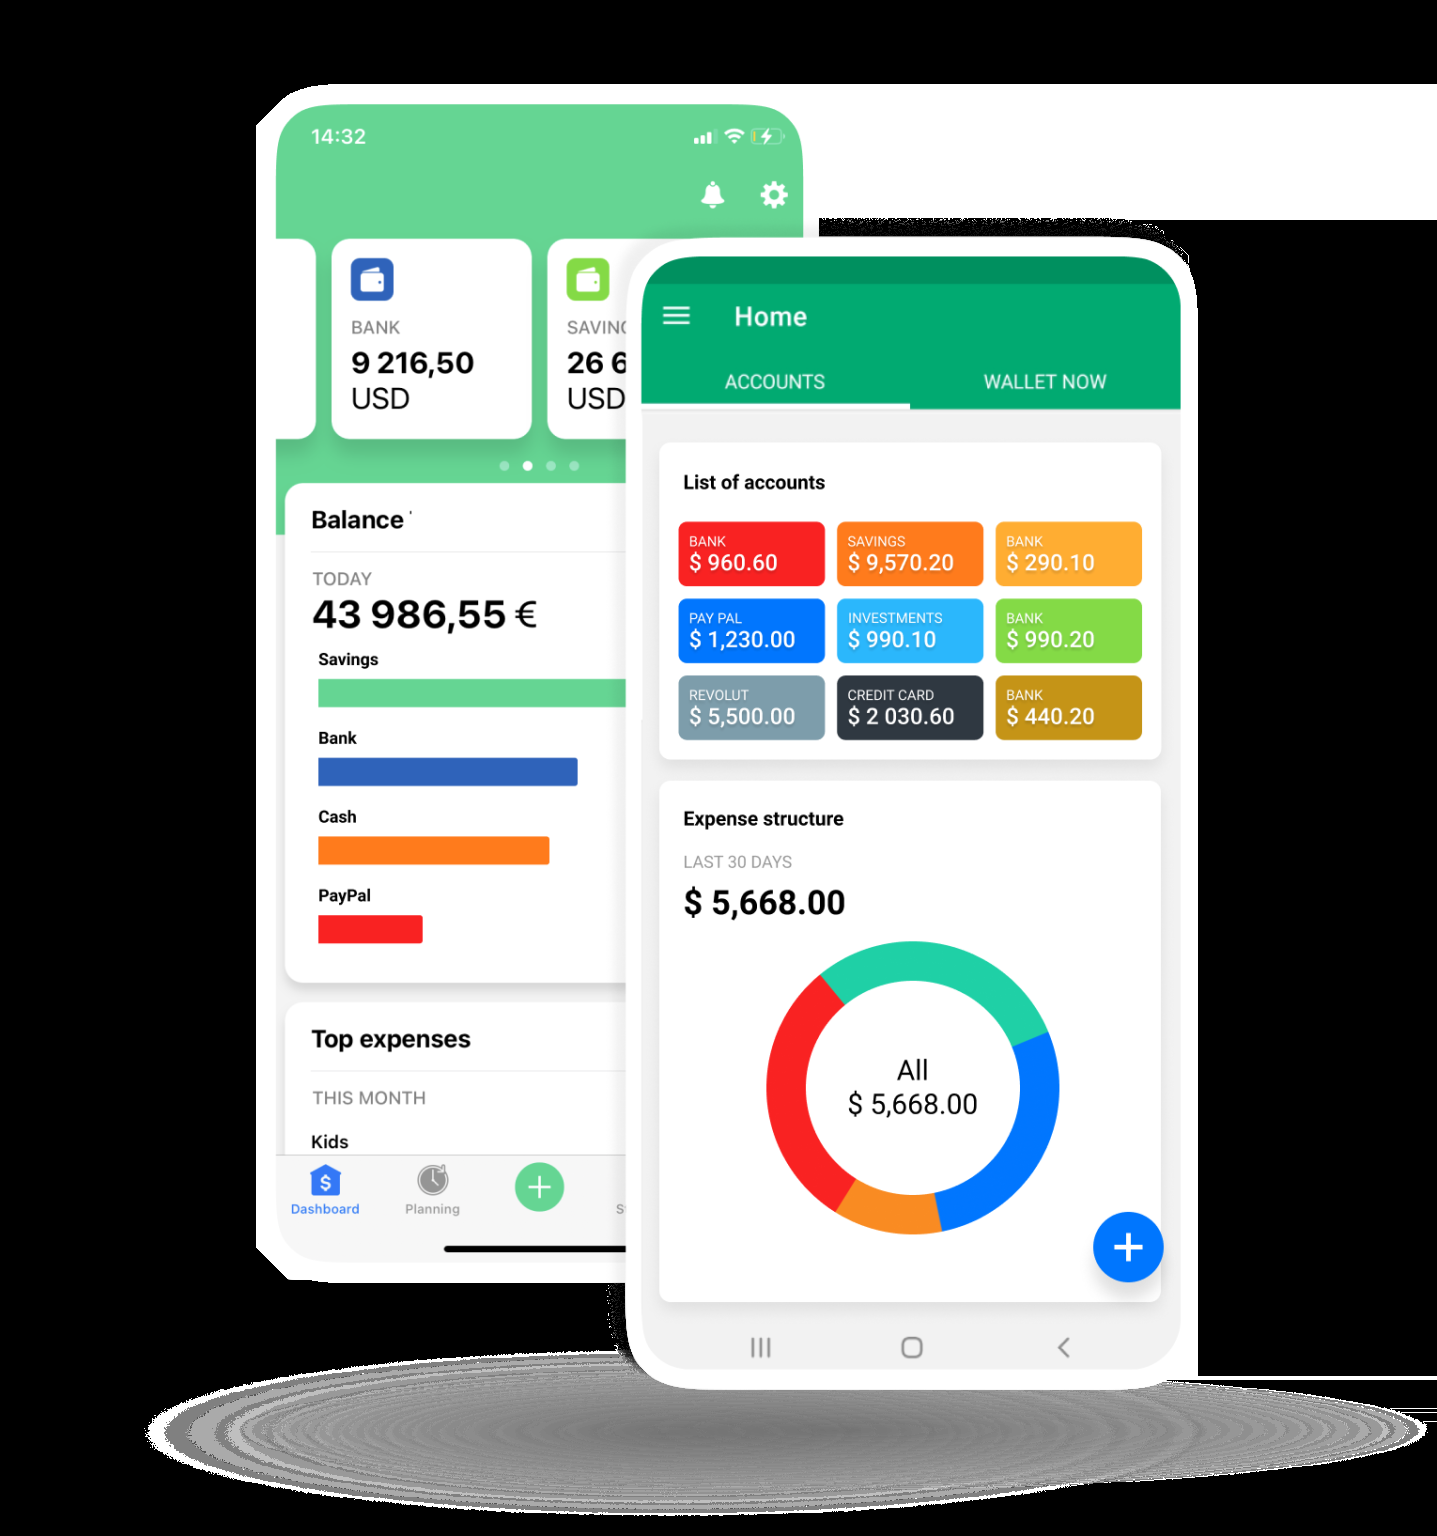 14:32
BANK
9 216,50
USD
SAVING
26 6
USD
Balance
TODAY
43 986,55 €
Savings
Bank
Cash
PayPal
Top expenses
THIS MONTH
Kids
Dashboard
Planning
Home
ACCOUNTS
WALLET NOW
List of accounts
BANK
$ 960.60
SAVINGS
$ 9,570.20
BANK
$ 290.10
PAY PAL
$ 1,230.00
INVESTMENTS
$ 990.10
BANK
$ 990.20
REVOLUT
$ 5,500.00
CREDIT CARD
$ 2 030.60
BANK
$ 440.20
Expense structure
LAST 30 DAYS
$ 5,668.00
All
$ 5,668.00